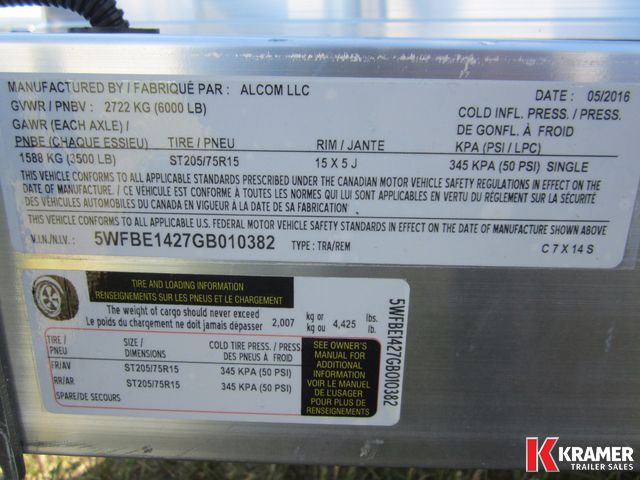 MANUFACTURED BY / FABRIQUÉ PAR : ALCOM LLC DATE : 05/2016
GVWR / PNBV : 2722 KG (6000 LB) COLD INFL. PRESS. / PRESS.
GAWR (EACH AXLE) / DE GONFL. À FROID
PNBE (CHAQUE ESSIEU) TIRE / PNEU RIM / JANTE KPA (PSI / LPC)
1588 KG (3500 LB) ST205/75R15 15 X 5 J 345 KPA (50 PSI) SINGLE
THIS VEHICLE CONFORMS TO ALL APPLICABLE STANDARDS PRESCRIBED UNDER THE CANADIAN MOTOR VEHICLE SAFETY REGULATIONS IN EFFECT ON THE
DATE OF MANUFACTURE. / CE VÉHICULE EST CONFORME À TOUTES LES NORMES QUI LUI SONT APPLICABLES EN VERTU DU RÈGLEMENT SUR LA SÉCURITÉ
DES VÉHICULES AUTOMOBILES DU CANADA EN VIGUEUR À LA DATE DE SA FABRICATION
THIS VEHICLE CONFORMS TO ALL APPLICABLE U.S. FEDERAL MOTOR VEHICLE SAFETY STANDARDS IN EFFECT ON THE DATE OF MANUFACTURE SHOWN ABOVE
V.I.N./N.I.V.: 5WFBE1427GB010382 TYPE : TRA/REM C 7 X 14 S
TIRE AND LOADING INFORMATION
RENSEIGNEMENTS SUR LES PNEUS ET LE CHARGEMENT
The weight of cargo should never exceed kg or lbs.
Le poids du chargement ne doit jamais dépasser 2,007 kg ou 4,425 lb.
TIRE / SIZE / COLD TIRE PRESS. / PRESS.
PNEU DIMENSIONS DES PNEUS À FROID
FR/AV ST205/75R15 345 KPA (50 PSI)
RR/AR ST205/75R15 345 KPA (50 PSI)
SPARE/DE SECOURS
SEE OWNER'S
MANUAL FOR
ADDITIONAL
INFORMATION
VOIR LE MANUEL
DE L'USAGER
POUR PLUS DE
RENSEIGNEMENTS
5WFBE1427GB010382
KRAMER
TRAILER SALES